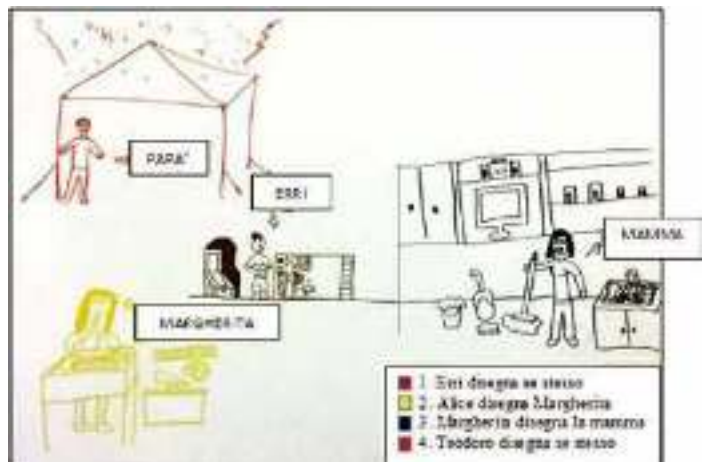 PAPA'
ERRI
MAMMA
MARGHERITA
1. Erri disegna se stesso
2. Alice disegna Margherita
3. Margherita disegna la mamma
4. Teodoro disegna se stesso